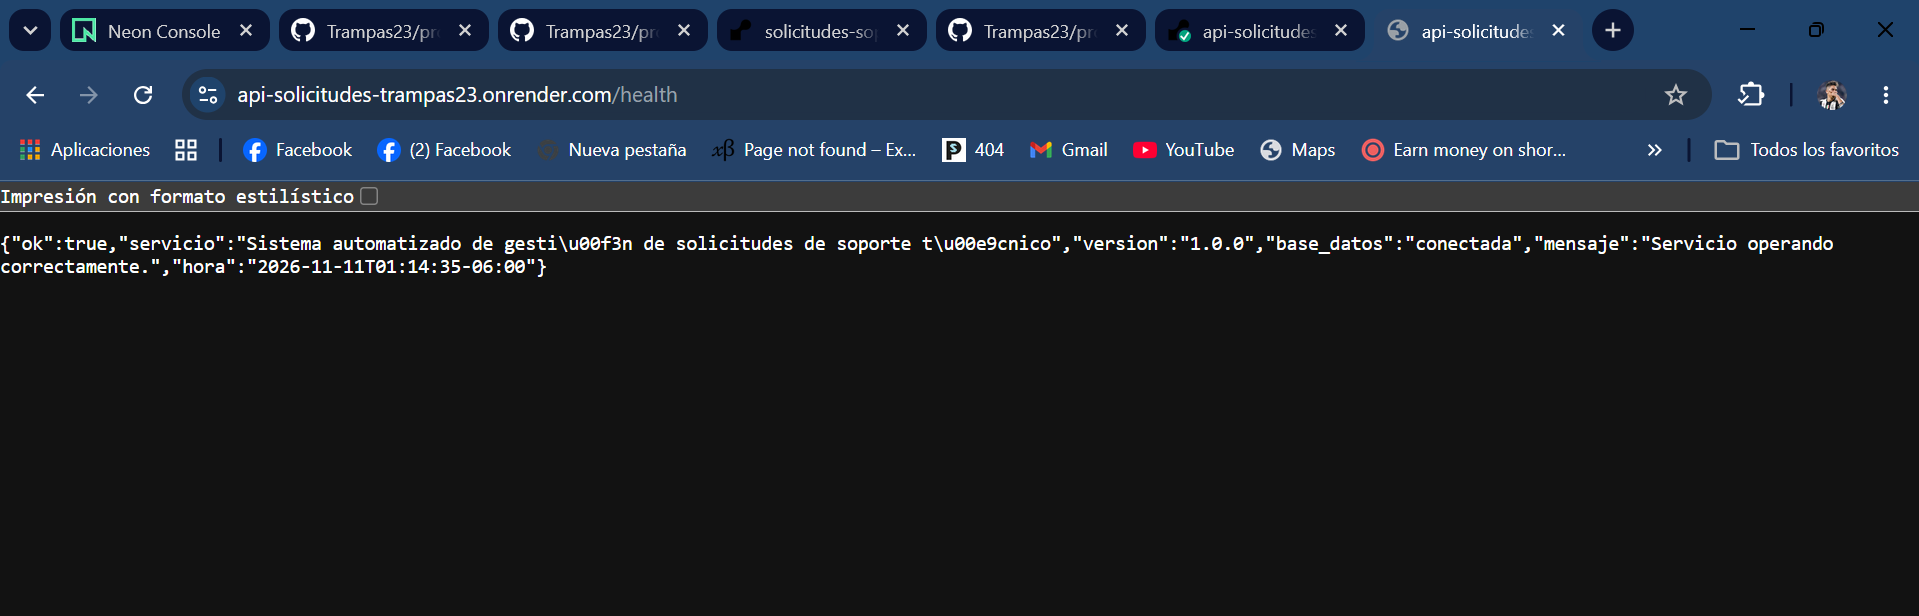 Neon Console
Trampas23/pr
Trampas23/pr
solicitudes-so
Trampas23/pr
api-solicitudes
api-solicitudes
api-solicitudes-trampas23.onrender.com/health
Aplicaciones
Facebook
(2) Facebook
Nueva pestaña
xβ Page not found – Ex...
404
Gmail
YouTube
Maps
Earn money on shor...
Todos los favoritos
Impresión con formato estilístico
{"ok":true,"servicio":"Sistema automatizado de gesti\u00f3n de solicitudes de soporte t\u00e9cnico","version":"1.0.0","base_datos":"conectada","mensaje":"Servicio operando
correctamente.","hora":"2026-11-11T01:14:35-06:00"}